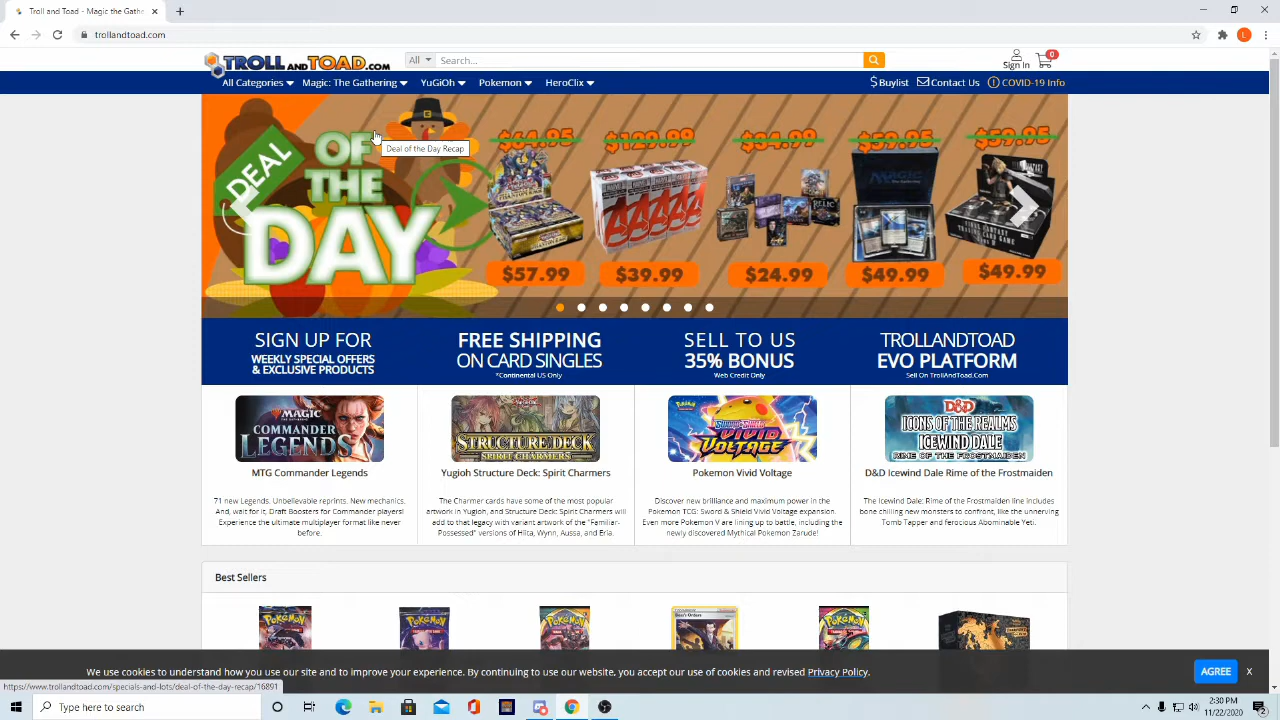 Troll and Toad - Making the Thi
trollandtoad.com
L
TROLL AND TOAD.COM
All
Search...
Sign In
0
All Categories
Magic: The Gathering
YuGiOh
Pokemon
HeroClix
Buylist
Contact Us
COVID-19 Info
DEAL
OF
THE
DAY
Deal of the Day Recap
$64.95
$129.99
$34.99
$59.95
$59.95
$57.99
$39.99
$24.99
$49.99
$49.99
SIGN UP FOR
WEEKLY SPECIAL OFFERS
& EXCLUSIVE PRODUCTS
FREE SHIPPING
ON CARD SINGLES
*Continental US Only
SELL TO US
35% BONUS
Web Credit Only
TROLLANDTOAD
EVO PLATFORM
Sell On TrollAndToad.Com
MAGIC
COMMANDER
LEGENDS
MTG Commander Legends
71 new Legends. Unbelievable reprints. New mechanics.
And, wait for it, Draft Boosters for Commander players!
Experience the ultimate multiplayer format like never
before.
STRUCTURE DECK
SPIRIT CHARMERS
Yugioh Structure Deck: Spirit Charmers
The Charmer cards have some of the most popular
artwork in Yugioh, and Structure Deck: Spirit Charmers will
add to that legacy with variant artwork of the "Familiar-
Possessed" versions of Hiita, Wynn, Aussa, and Eria.
VIVID
VOLTAGE
Pokemon Vivid Voltage
Discover new brilliance and maximum power in the
Pokemon TCG: Sword & Shield Vivid Voltage expansion.
Even more Pokemon V are lining up to battle, including the
newly discovered Mythical Pokemon Zarude!
D&D
ICONS OF THE REALMS
ICEWIND DALE
RIME OF THE FROSTMAIDEN
D&D Icewind Dale Rime of the Frostmaiden
The Icewind Dale: Rime of the Frostmaiden line includes
bone chilling new monsters to confront, like the unnerving
Tomb Tapper and ferocious Abominable Yeti.
Best Sellers
We use cookies to understand how you use our site and to improve your experience. By continuing to use our website, you accept our use of cookies and revised Privacy Policy.
AGREE
X
https://www.trollandtoad.com/specials-and-lots/deal-of-the-day-recap/16891
Type here to search
2:30 PM
11/22/2020
2